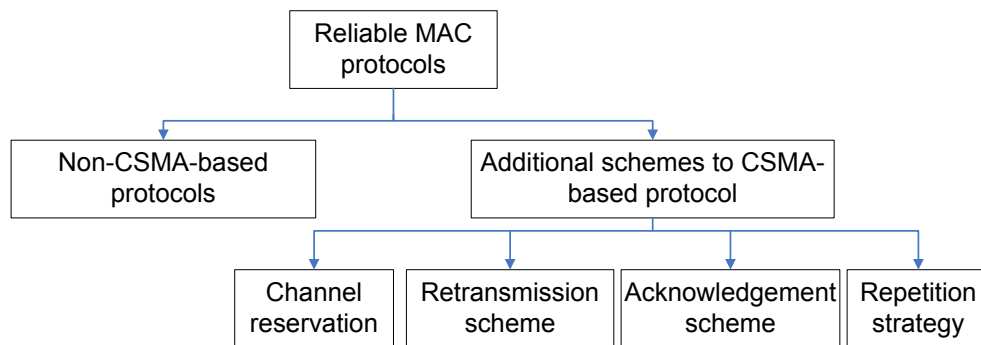 Reliable MAC
protocols
Non-CSMA-based
protocols
Additional schemes to CSMA-
based protocol
Channel
reservation
Retransmission
scheme
Acknowledgement
scheme
Repetition
strategy